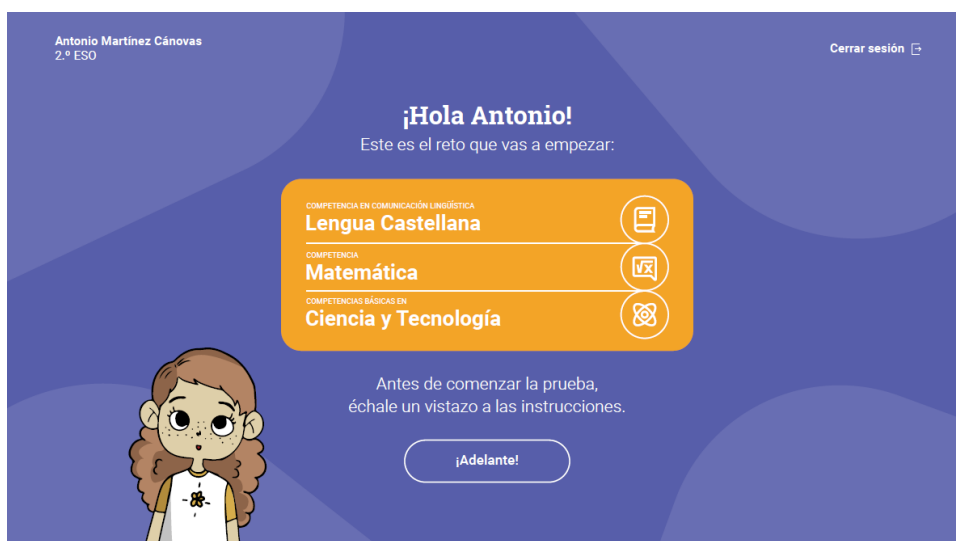 Antonio Martínez Cánovas
2.º ESO
Cerrar sesión
¡Hola Antonio!
Este es el reto que vas a empezar:
COMPETENCIA EN COMUNICACIÓN LINGÜÍSTICA
Lengua Castellana
COMPETENCIA
Matemática
COMPETENCIAS BÁSICAS EN
Ciencia y Tecnología
Antes de comenzar la prueba,
échale un vistazo a las instrucciones.
¡Adelante!